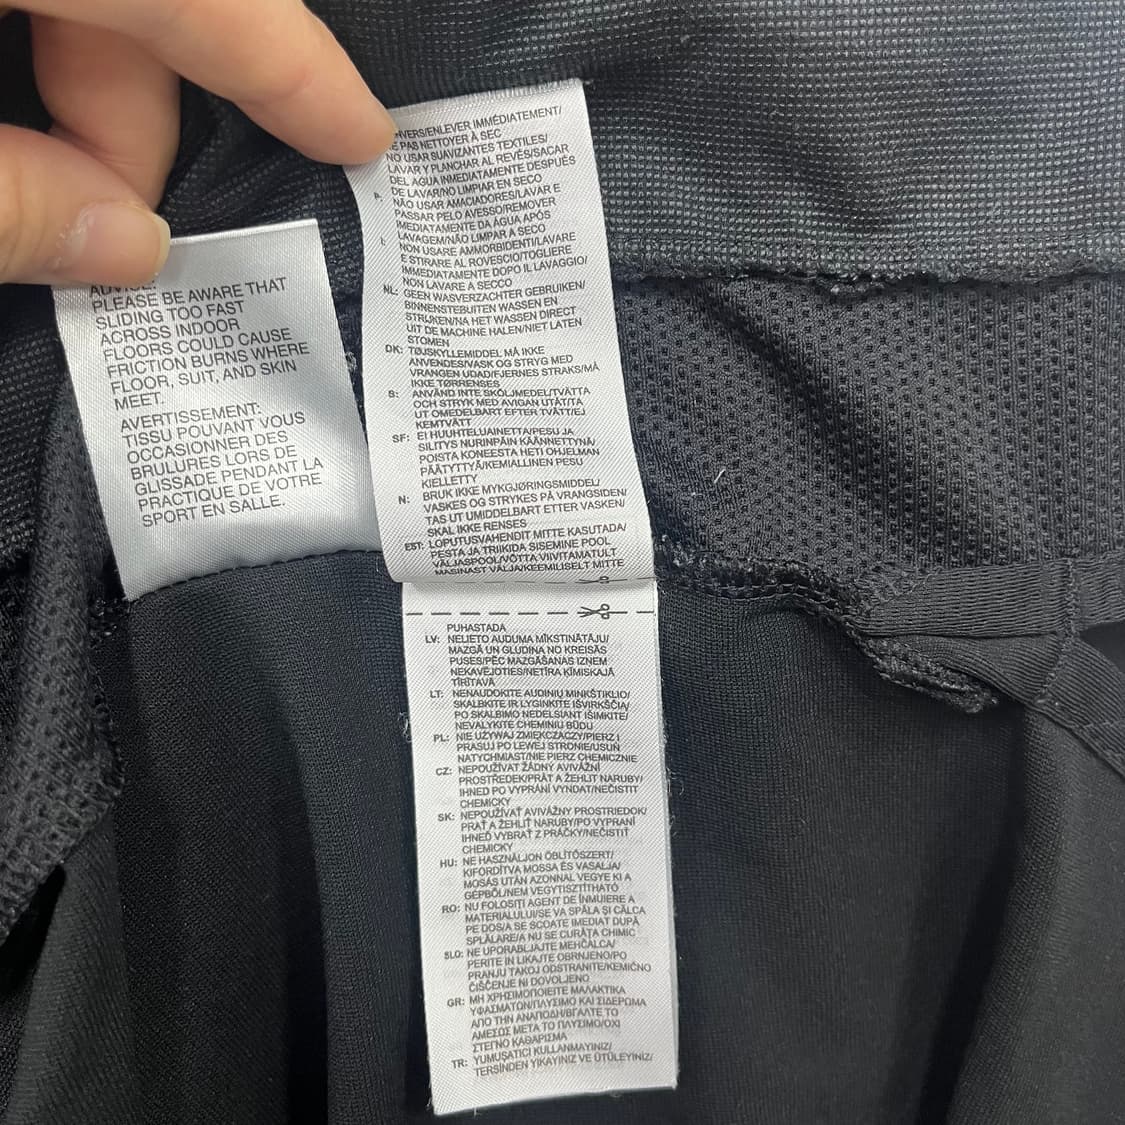 ADVICE:
PLEASE BE AWARE THAT
SLIDING TOO FAST
ACROSS INDOOR
FLOORS COULD CAUSE
FRICTION BURNS WHERE
FLOOR, SUIT, AND SKIN
MEET.
AVERTISSEMENT:
TISSU POUVANT VOUS
OCCASIONNER DES
BRULURES LORS DE
GLISSADE PENDANT LA
PRACTIQUE DE VOTRE
SPORT EN SALLE.
NVERS/ENLEVER IMMÉDIATEMENT/
PAS NETTOYER À SEC
NO USAR SUAVIZANTES TEXTILES/
LAVAR Y PLANCHAR AL REVÉS/SACAR
DEL AGUA INMEDIATAMENTE DESPUÉS
DE LAVAR/NO LIMPIAR EN SECO
NÃO USAR AMACIADORES/LAVAR E
PASSAR PELO AVESSO/REMOVER
IMEDIATAMENTE DA ÁGUA APÓS
LAVAGEM/NÃO LIMPAR A SECO
I: NON USARE AMMORBIDENTI/LAVARE
E STIRARE AL ROVESCIO/TOGLIERE
IMMEDIATAMENTE DOPO IL LAVAGGIO/
NON LAVARE A SECCO
NL: GEEN WASVERZACHTER GEBRUIKEN/
BINNENSTEBUITEN WASSEN EN
STRIJKEN/NA HET WASSEN DIRECT
UIT DE MACHINE HALEN/NIET LATEN
STOMEN
DK: TØJSKYLLEMIDDEL MÅ IKKE
ANVENDES/VASK OG STRYG MED
VRANGEN UDAD/FJERNES STRAKS/MÅ
IKKE TØRRENSES
S: ANVÄND INTE SKÖLJMEDEL/TVÄTTA
OCH STRYK MED AVIGAN UTÅT/TA
UT OMEDELBART EFTER TVÄTT/EJ
KEMTVÄTT
SF: EI HUUHTELUAINETTA/PESU JA
SILITYS NURINPÄIN KÄÄNNETTYNÄ/
POISTA KONEESTA HETI OHJELMAN
PÄÄTYTTYÄ/KEMIALLINEN PESU
KIELLETTY
N: BRUK IKKE MYKGJØRINGSMIDDEL/
VASKES OG STRYKES PÅ VRANGSIDEN/
TAS UT UMIDDELBART ETTER VASKEN/
SKAL IKKE RENSES
EST: LOPUTUSVAHENDIT MITTE KASUTADA/
PESTA JA TRIIKIDA SISEMINE POOL
VÄLJASPOOL/VÕTTA VIIVITAMATULT
MASINAST VÄLJA/KEEMILISELT MITTE
PUHASTADA
LV: NELIETO AUDUMA MĪKSTINĀTĀJU/
MAZGĀ UN GLUDINA NO KREISĀS
PUSES/PĒC MAZGĀŠANAS IZŅEM
NEKAVĒJOTIES/NETĪRA ĶĪMISKAJĀ
TĪRĪTAVĀ
LT: NENAUDOKITE AUDINIŲ MINKŠTIKLIO/
SKALBKITE IR LYGINKITE IŠVIRKŠČIĄ/
PO SKALBIMO NEDELSIANT IŠIMKITE/
NEVALYKITE CHEMINIU BŪDU
PL: NIE UŻYWAJ ZMIĘKCZACZY/PIERZ I
PRASUJ PO LEWEJ STRONIE/USUŃ
NATYCHMIAST/NIE PIERZ CHEMICZNIE
CZ: NEPOUŽÍVAT ŽÁDNÝ AVIVÁŽNÍ
PROSTŘEDEK/PRÁT A ŽEHLIT NARUBY/
IHNED PO VYPRÁNÍ VYNDAT/NEČISTIT
CHEMICKY
SK: NEPOUŽÍVAŤ AVIVÁŽNY PROSTRIEDOK/
PRAŤ A ŽEHLIŤ NARUBY/PO VYPRANÍ
IHNEĎ VYBRAŤ Z PRÁČKY/NEČISTIŤ
CHEMICKY
HU: NE HASZNÁLJON ÖBLÍTŐSZERT/
KIFORDÍTVA MOSSA ÉS VASALJA/
MOSÁS UTÁN AZONNAL VEGYE KI A
GÉPBŐL/NEM VEGYTISZTÍTHATÓ
RO: NU FOLOSIȚI AGENT DE ÎNMUIERE A
MATERIALULUI/SE VA SPĂLA ȘI CĂLCA
PE DOS/A SE SCOATE IMEDIAT DUPĂ
SPĂLARE/A NU SE CURĂȚA CHIMIC
SLO: NE UPORABLJAJTE MEHČALCA/
PERITE IN LIKAJTE OBRNJENO/PO
PRANJU TAKOJ ODSTRANITE/KEMIČNO
ČIŠČENJE NI DOVOLJENO
GR: ΜΗ ΧΡΗΣΙΜΟΠΟΙΕΙΤΕ ΜΑΛΑΚΤΙΚΑ
ΥΦΑΣΜΑΤΩΝ/ΠΛΥΣΙΜΟ ΚΑΙ ΣΙΔΕΡΩΜΑ
ΑΠΟ ΤΗΝ ΑΝΑΠΟΔΗ/ΒΓΑΛΤΕ ΤΟ
ΑΜΕΣΩΣ ΜΕΤΑ ΤΟ ΠΛΥΣΙΜΟ/ΟΧΙ
ΣΤΕΓΝΟ ΚΑΘΑΡΙΣΜΑ
TR: YUMUŞATICI KULLANMAYINIZ/
TERSİNDEN YIKAYINIZ VE ÜTÜLEYİNİZ/